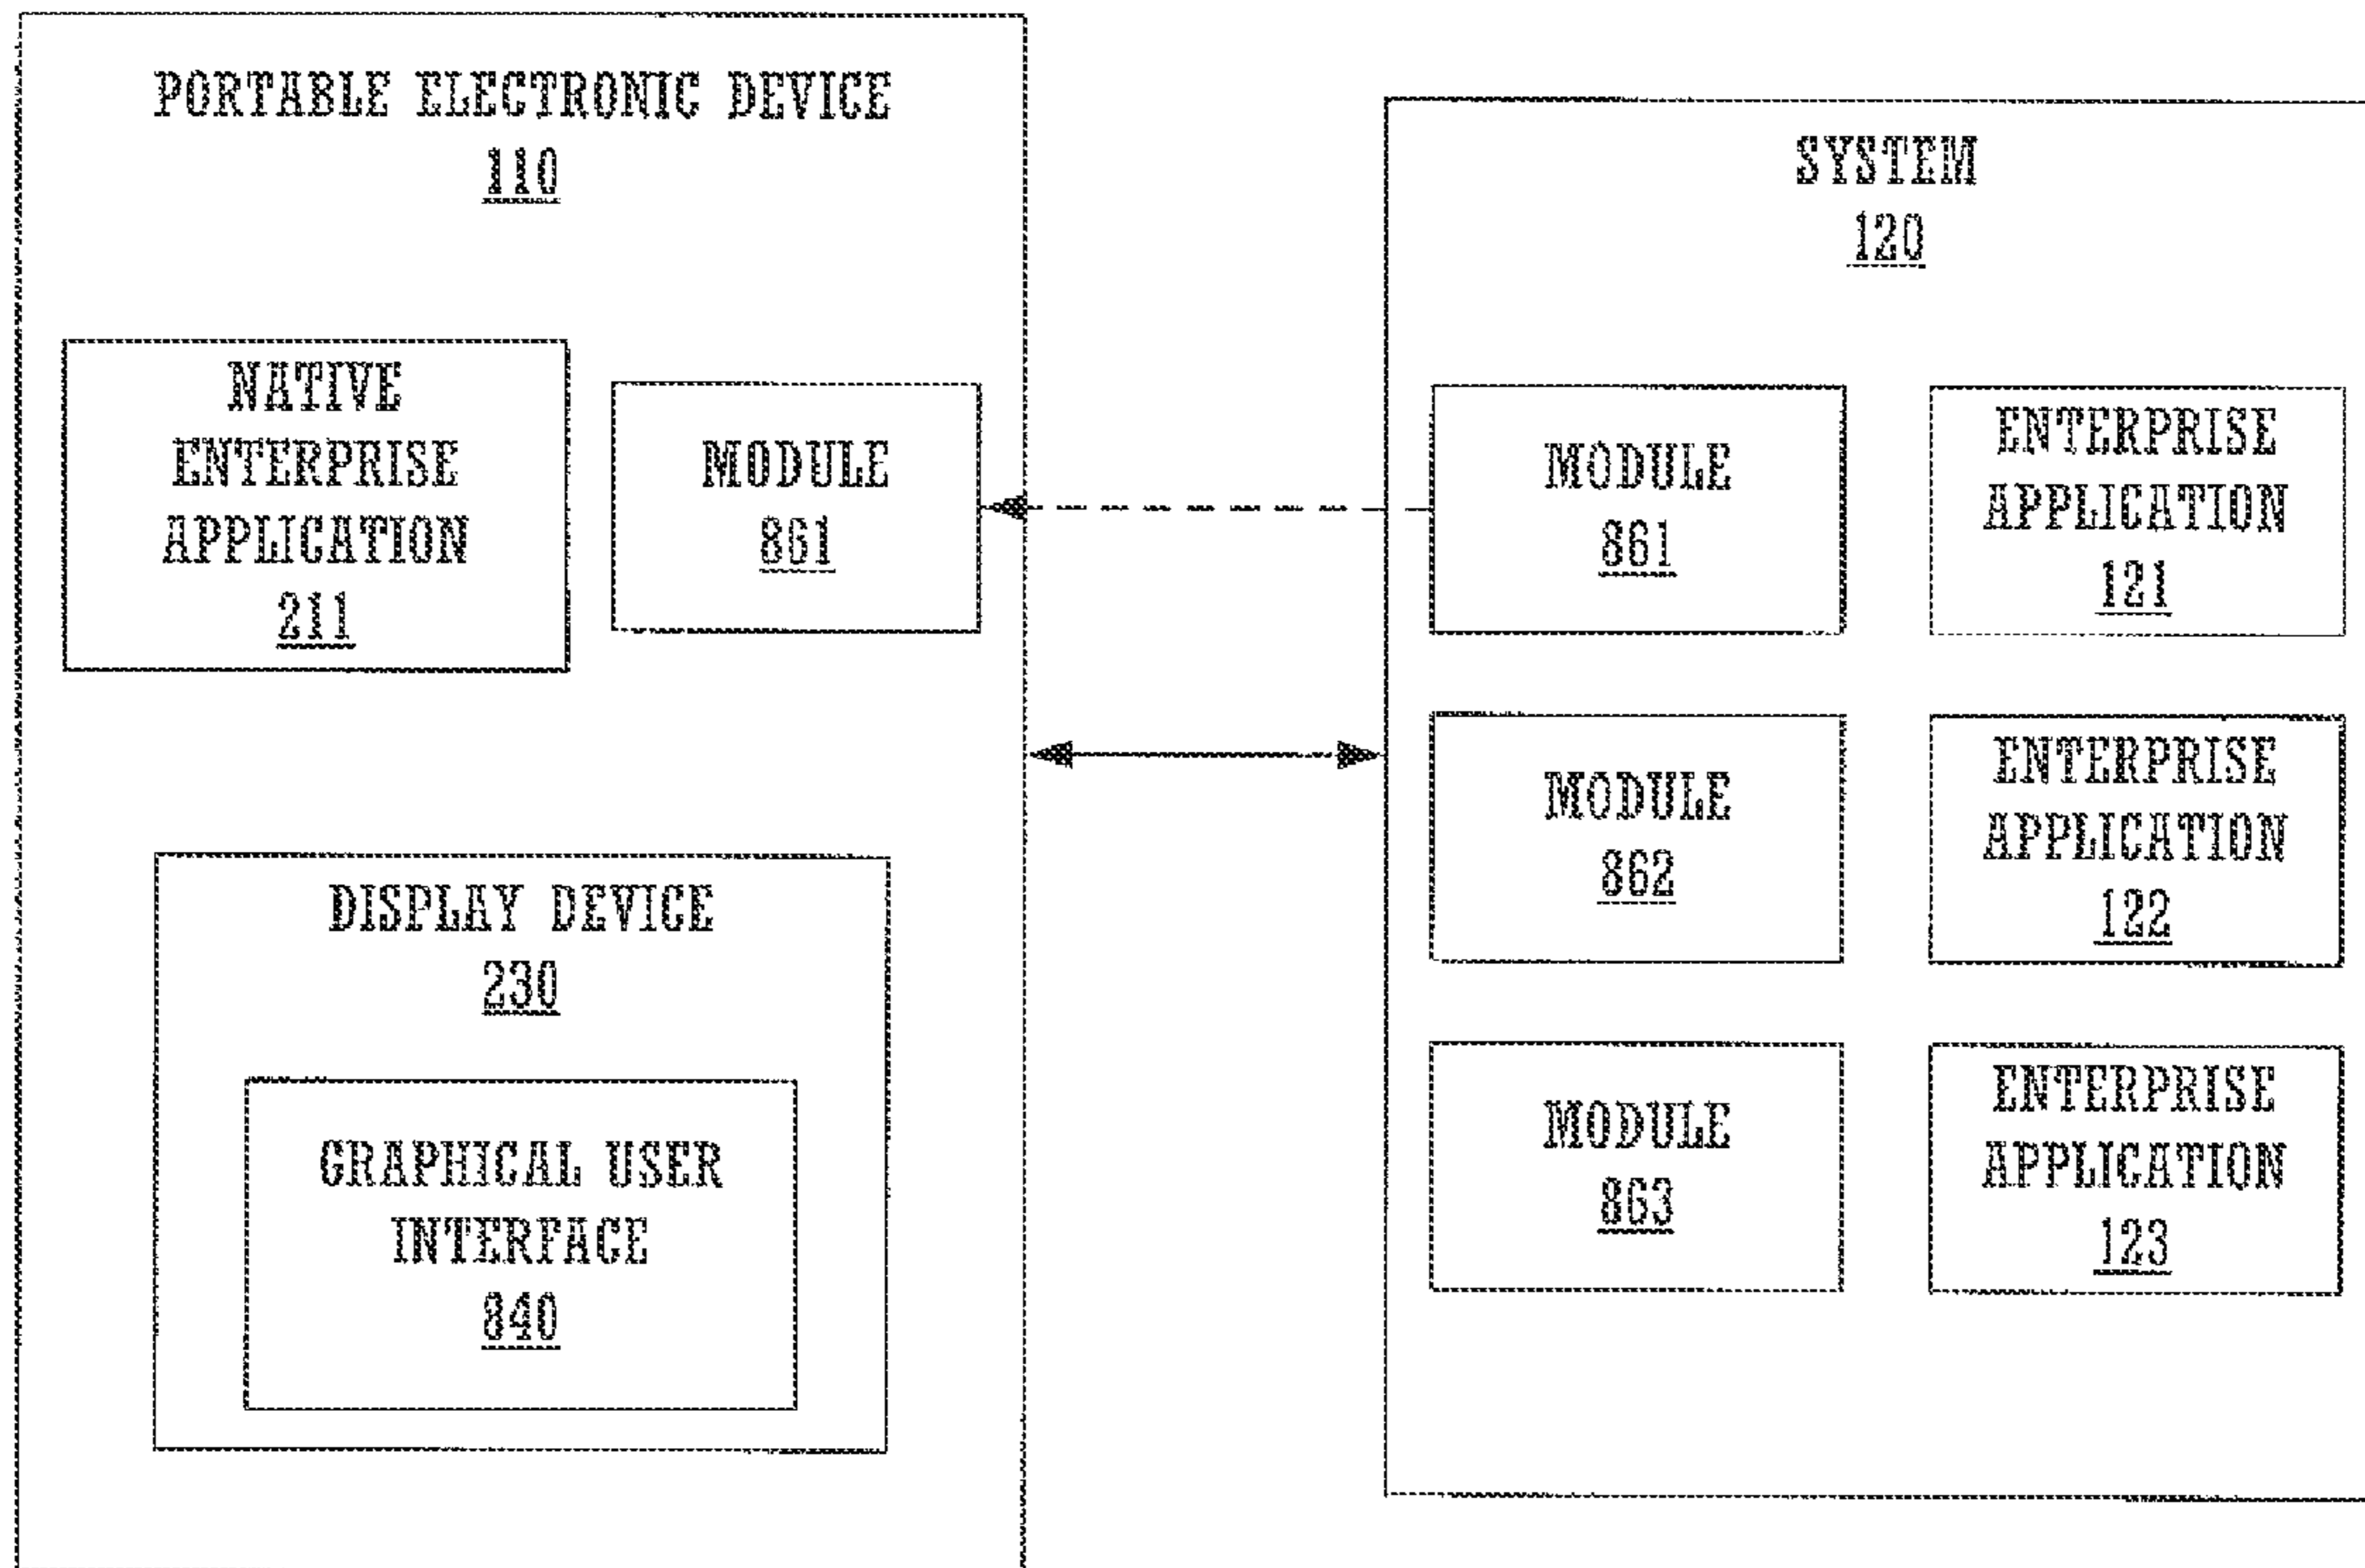 PORTABLE ELECTRONIC DEVICE
110
NATIVE
ENTERPRISE
APPLICATION
211
MODULE
861
DISPLAY DEVICE
230
GRAPHICAL USER
INTERFACE
840
SYSTEM
120
MODULE
861
ENTERPRISE
APPLICATION
121
MODULE
862
ENTERPRISE
APPLICATION
122
MODULE
863
ENTERPRISE
APPLICATION
123